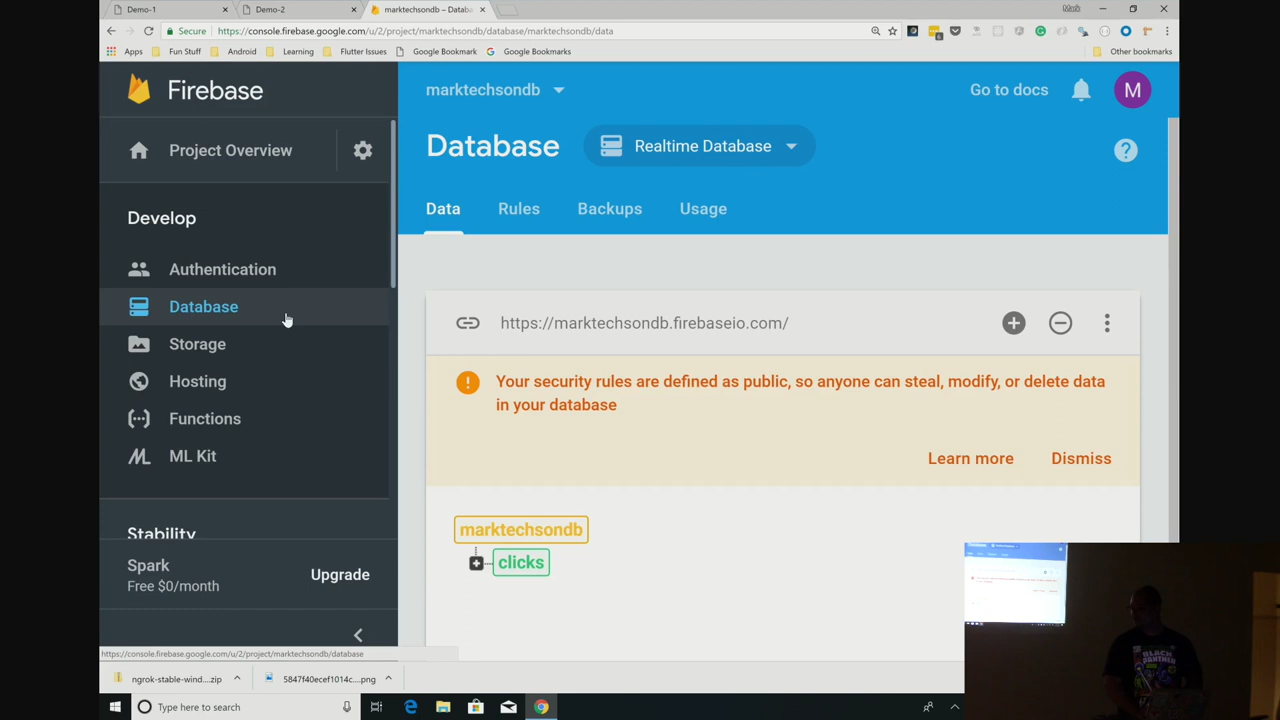 Demo-1
Demo-2
marktechsondb – Databa
Mark
Secure
https://console.firebase.google.com/u/2/project/marktechsondb/database/marktechsondb/data
Apps
Fun Stuff
Android
Learning
Flutter Issues
Google Bookmark
Google Bookmarks
Other bookmarks
Firebase
marktechsondb
Go to docs
M
Project Overview
Database
Realtime Database
?
Develop
Data
Rules
Backups
Usage
Authentication
Database
https://marktechsondb.firebaseio.com/
Storage
Hosting
Your security rules are defined as public, so anyone can steal, modify, or delete data
in your database
Functions
ML Kit
Learn more
Dismiss
Stability
marktechsondb
clicks
Spark
Free $0/month
Upgrade
https://console.firebase.google.com/u/2/project/marktechsondb/database
ngrok-stable-wind....zip
5847f40ecef1014c....png
Type here to search
BLACK
PANTHER